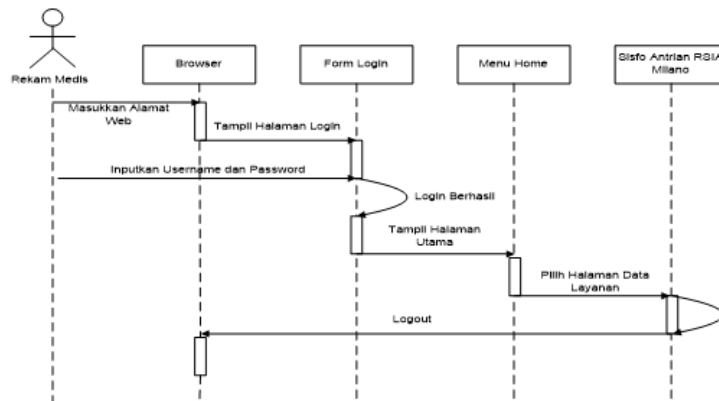 Rekam Medis
Browser
Form Login
Menu Home
Sisfo Antrian RSIA
Milano
Masukkan Alamat
Web
Tampil Halaman Login
Inputkan Username dan Password
Login Berhasil
Tampil Halaman
Utama
Pilih Halaman Data
Layanan
Logout